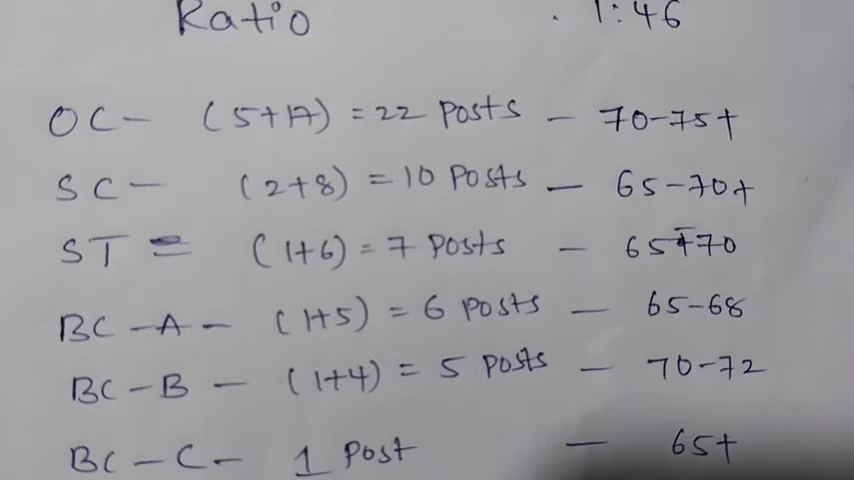 Ratio . 1:46
OC - (5+17) = 22 Posts - 70-75+
SC - (2+8) = 10 Posts - 65-70+
ST = (1+6) = 7 Posts - 65-70
BC - A - (1+5) = 6 Posts - 65-68
BC - B - (1+4) = 5 Posts - 70-72
BC - C - 1 Post - 65+